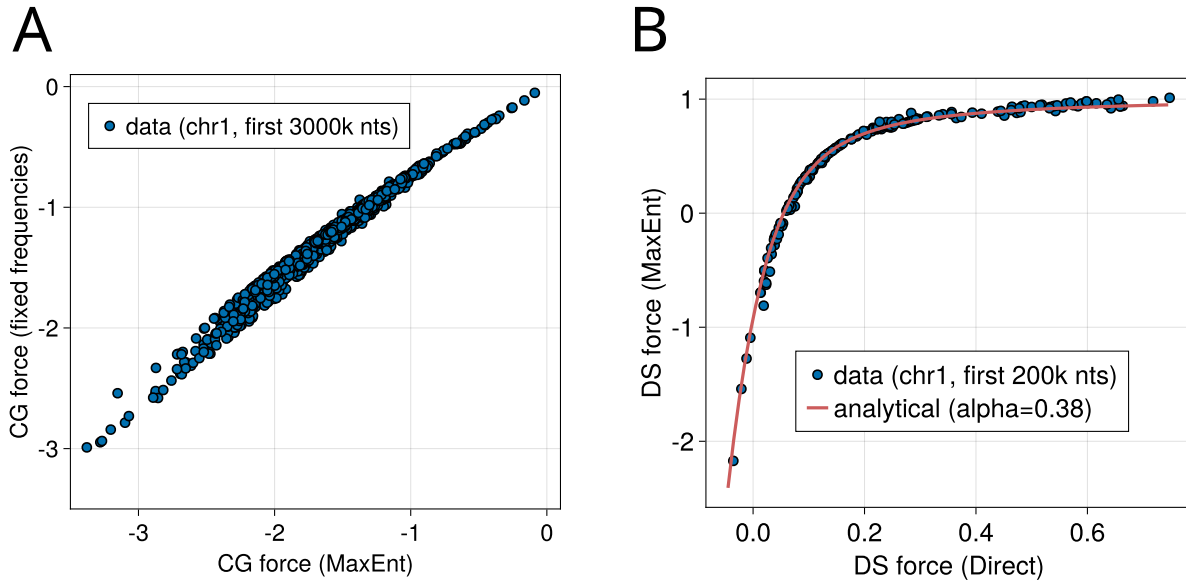 A
CG force (fixed frequencies)
0
-1
-2
-3
data (chr1, first 3000k nts)
-3
-2
-1
0
CG force (MaxEnt)
B
DS force (MaxEnt)
1
0
-1
-2
data (chr1, first 200k nts)
analytical (alpha=0.38)
0.0
0.2
0.4
0.6
DS force (Direct)